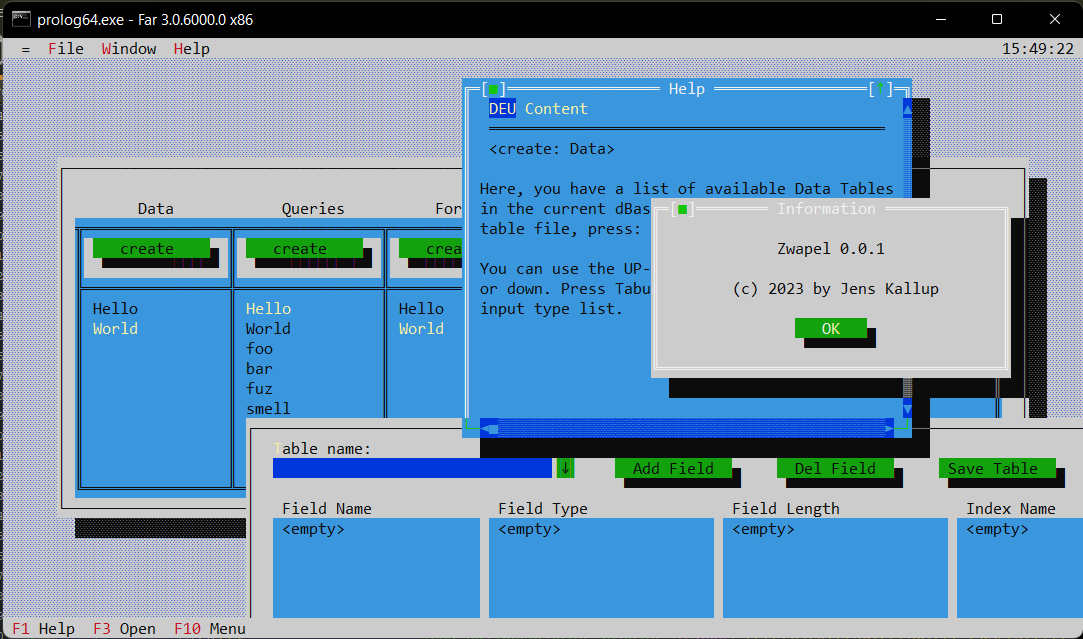 prolog64.exe - Far 3.0.6000.0 x86
= File Window Help 15:49:22
Help
DEU Content
<create: Data>
Here, you have a list of available Data Tables
in the current dBas
table file, press:
You can use the UP-
or down. Press Tabu
input type list.
Information
Zwapel 0.0.1
(c) 2023 by Jens Kallup
OK
Data Queries For
create create crea
Hello Hello Hello
World World World
foo
bar
fuz
smell
Table name:
Add Field Del Field Save Table
Field Name Field Type Field Length Index Name
<empty> <empty> <empty> <empty>
F1 Help F3 Open F10 Menu